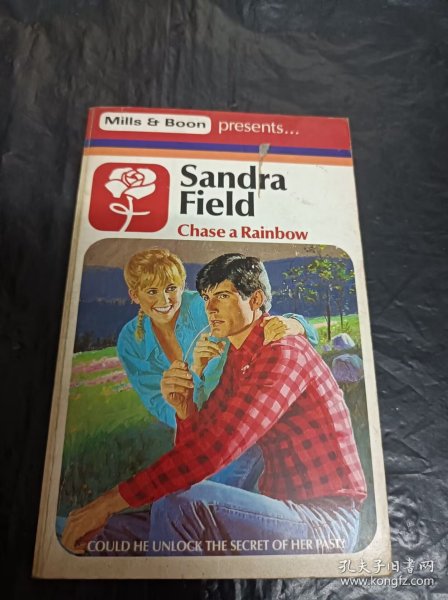 Mills & Boon presents...
Sandra
Field
Chase a Rainbow
COULD HE UNLOCK THE SECRET OF HER PAST?
孔夫子旧书网
book.kongfz.com